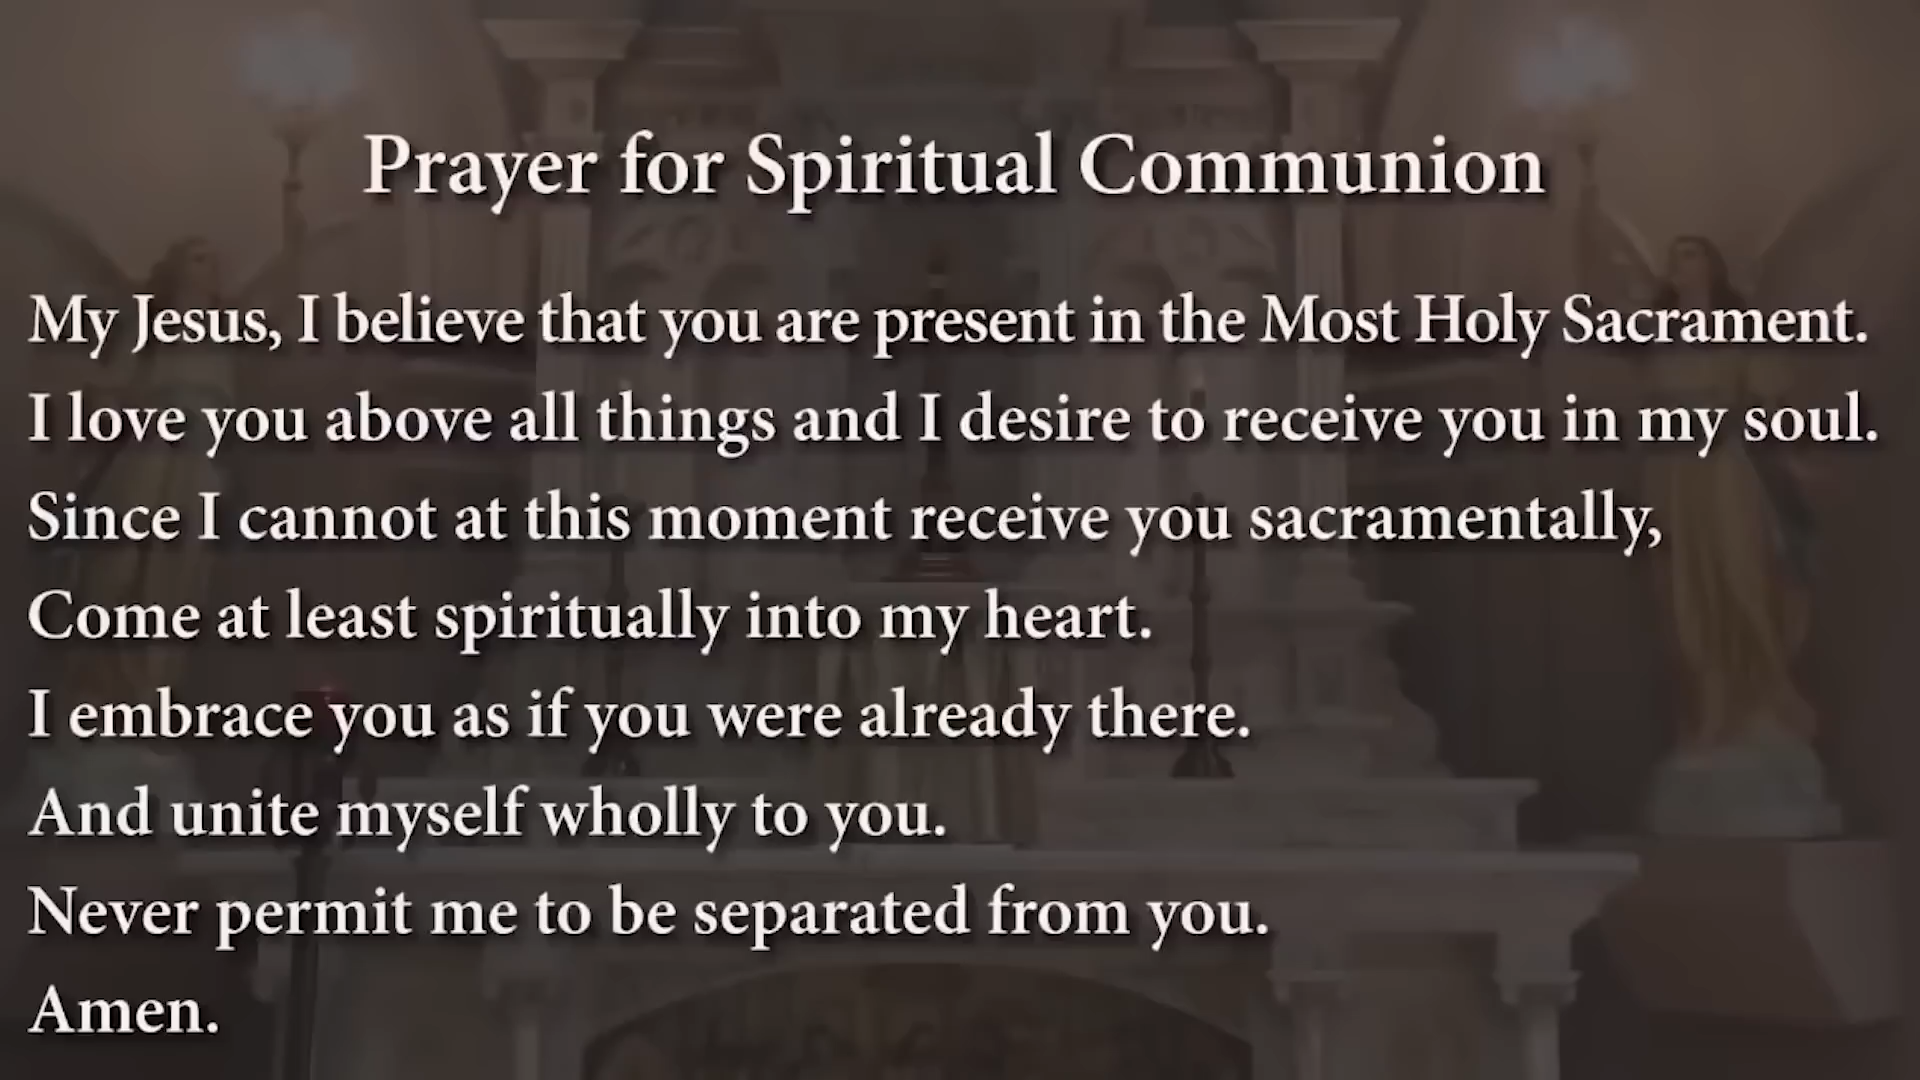 Prayer for Spiritual Communion
My Jesus, I believe that you are present in the Most Holy Sacrament.
I love you above all things and I desire to receive you in my soul.
Since I cannot at this moment receive you sacramentally,
Come at least spiritually into my heart.
I embrace you as if you were already there.
And unite myself wholly to you.
Never permit me to be separated from you.
Amen.